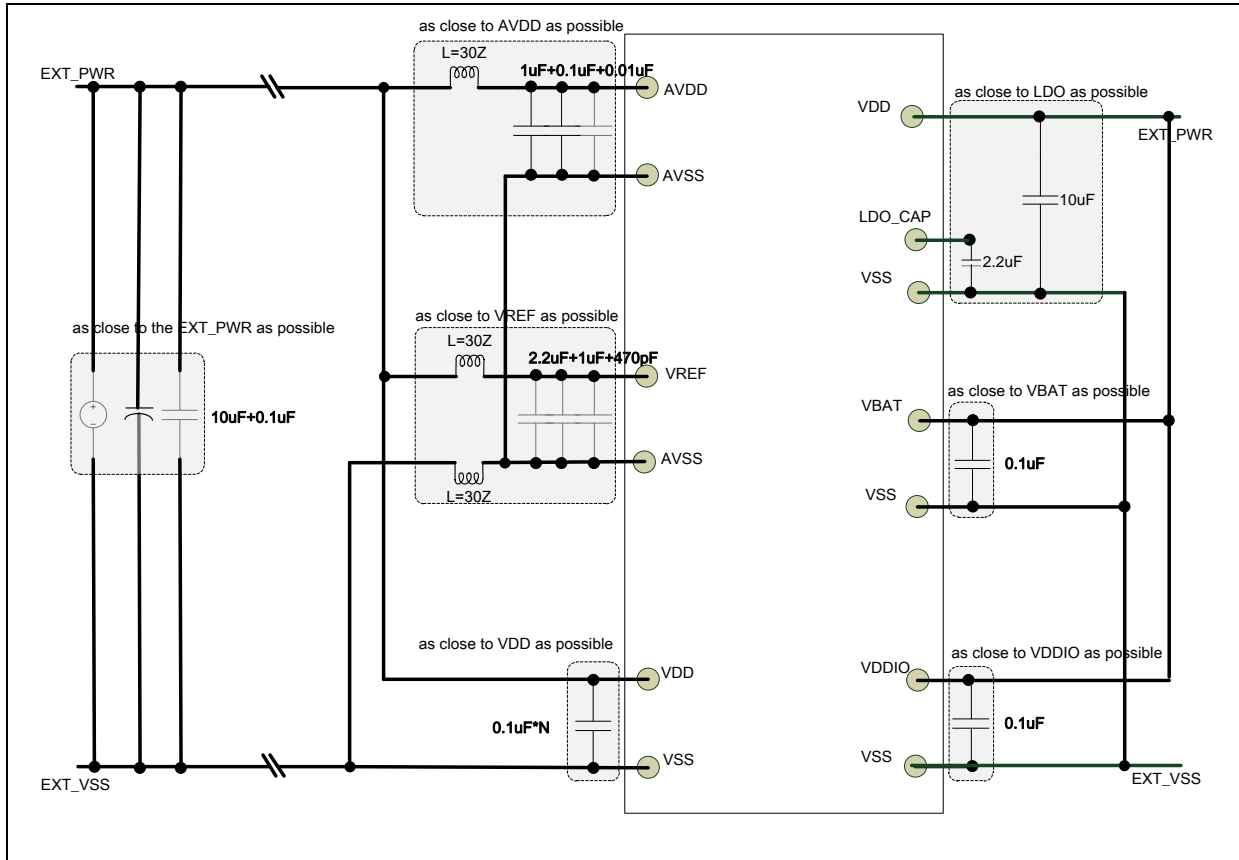 as close to AVDD as possible
L=30Z
EXT_PWR
1uF+0.1uF+0.01uF
AVDD
AVSS
as close to the EXT_PWR as possible
+
-
10uF+0.1uF
as close to VREF as possible
L=30Z
2.2uF+1uF+470pF
VREF
AVSS
L=30Z
as close to VDD as possible
VDD
0.1uF*N
VSS
EXT_VSS
as close to LDO as possible
VDD
EXT_PWR
10uF
LDO_CAP
2.2uF
VSS
as close to VBAT as possible
VBAT
0.1uF
VSS
as close to VDDIO as possible
VDDIO
0.1uF
VSS
EXT_VSS